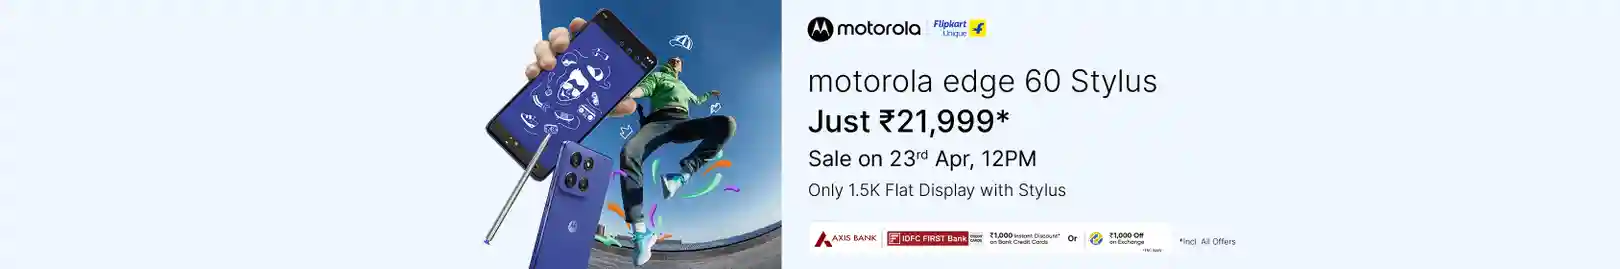 motorola
Flipkart
Unique
motorola edge 60 Stylus
Just ₹21,999*
Sale on 23rd Apr, 12PM
Only 1.5K Flat Display with Stylus
AXIS BANK
IDFC FIRST Bank
CREDIT
CARDS
₹1,000 Instant Discount*
on Bank Credit Cards
Or
₹1,000 Off
on Exchange
*Incl. All Offers